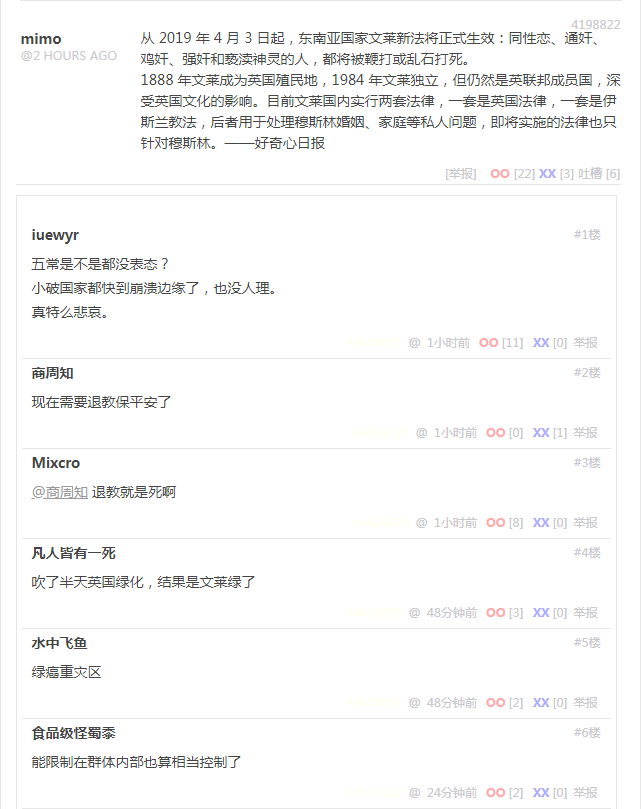 4198822
mimo
@2 HOURS AGO
从 2019 年 4 月 3 日起，东南亚国家文莱新法将正式生效：同性恋、通奸、
鸡奸、强奸和亵渎神灵的人，都将被鞭打或乱石打死。
1888 年文莱成为英国殖民地，1984 年文莱独立，但仍然是英联邦成员国，深
受英国文化的影响。目前文莱国内实行两套法律，一套是英国法律，一套是伊
斯兰教法，后者用于处理穆斯林婚姻、家庭等私人问题，即将实施的法律也只
针对穆斯林。——好奇心日报
[举报] OO [22] XX [3] 吐槽 [6]
iuewyr #1楼
五常是不是都没表态？
小破国家都快到崩溃边缘了，也没人理。
真特么悲哀。
@ 1小时前 OO [11] XX [0] 举报
商周知 #2楼
现在需要退教保平安了
@ 1小时前 OO [0] XX [1] 举报
Mixcro #3楼
@商周知 退教就是死啊
@ 1小时前 OO [8] XX [0] 举报
凡人皆有一死 #4楼
吹了半天英国绿化，结果是文莱绿了
@ 48分钟前 OO [3] XX [0] 举报
水中飞鱼 #5楼
绿癌重灾区
@ 48分钟前 OO [2] XX [0] 举报
食品级怪蜀黍 #6楼
能限制在群体内部也算相当控制了
@ 24分钟前 OO [2] XX [0] 举报